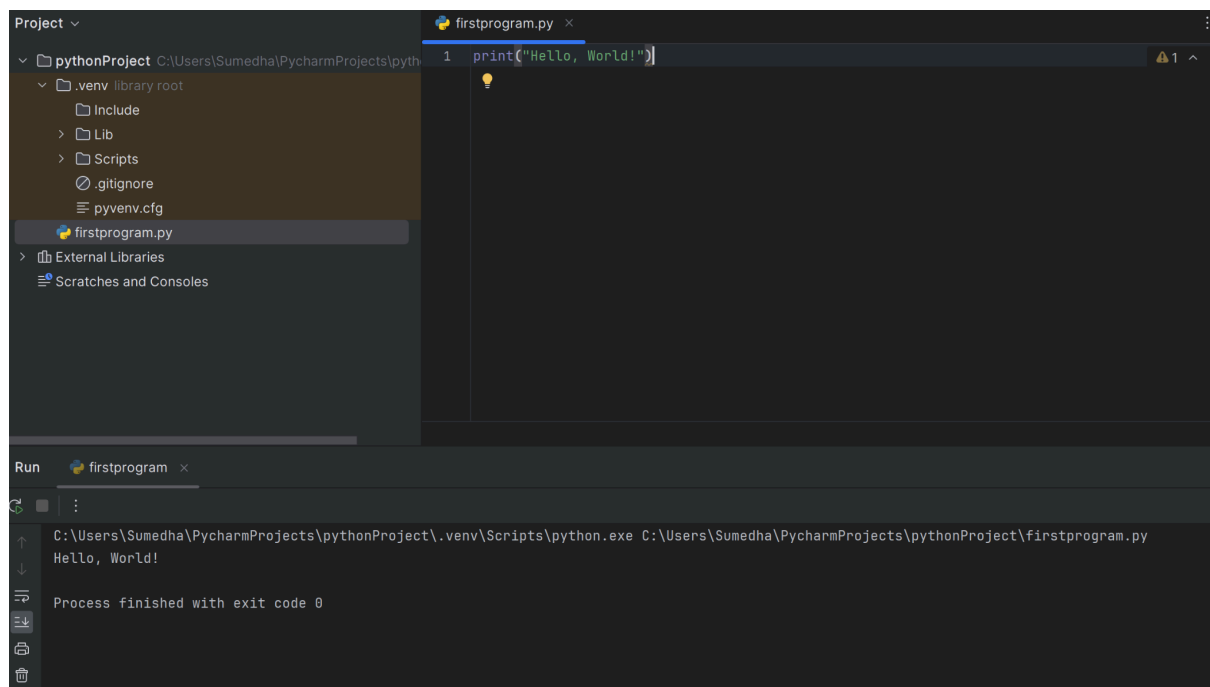 Project
pythonProject C:\Users\Sumedha\PycharmProjects\pyth
.venv library root
Include
Lib
Scripts
.gitignore
pyvenv.cfg
firstprogram.py
External Libraries
Scratches and Consoles
firstprogram.py
1 print("Hello, World!")
1
Run firstprogram
C:\Users\Sumedha\PycharmProjects\pythonProject\.venv\Scripts\python.exe C:\Users\Sumedha\PycharmProjects\pythonProject\firstprogram.py
Hello, World!
Process finished with exit code 0